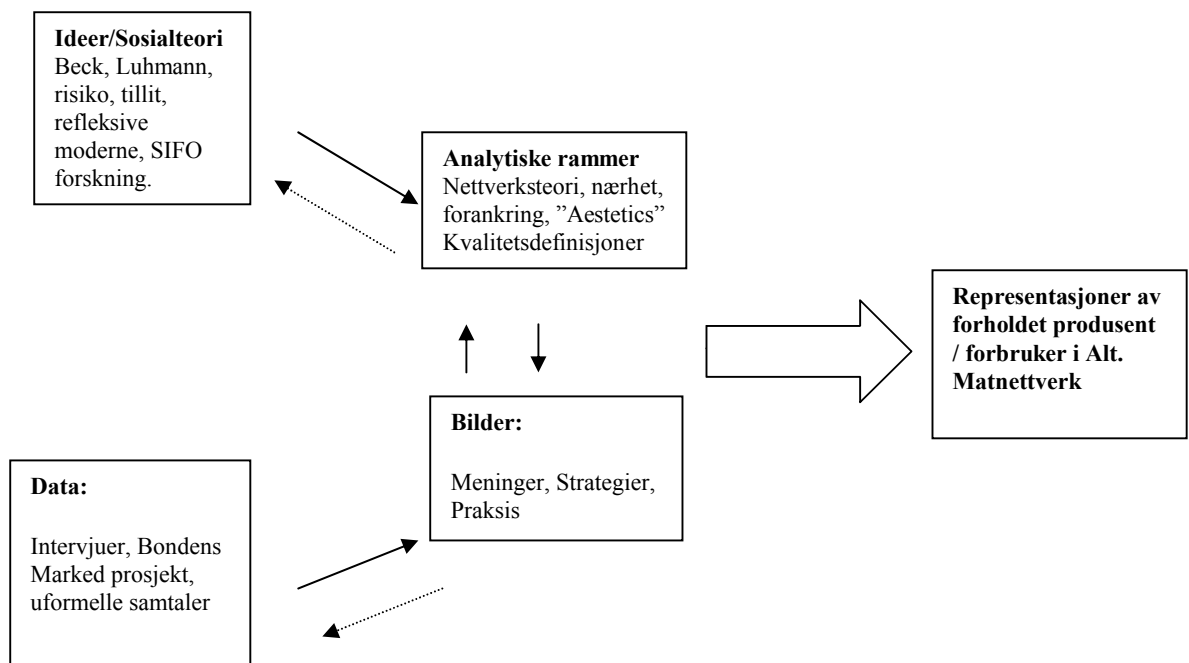 Ideer/Sosialteori
Beck, Luhmann,
risiko, tillit,
refleksive
moderne, SIFO
forskning.
Analytiske rammer
Nettverksteori, nærhet,
forankring, ”Aestetics”
Kvalitetsdefinisjoner
Representasjoner av
forholdet produsent
/ forbruker i Alt.
Matnettverk
Bilder:
Meninger, Strategier,
Praksis
Data:
Intervjuer, Bondens
Marked prosjekt,
uformelle samtaler